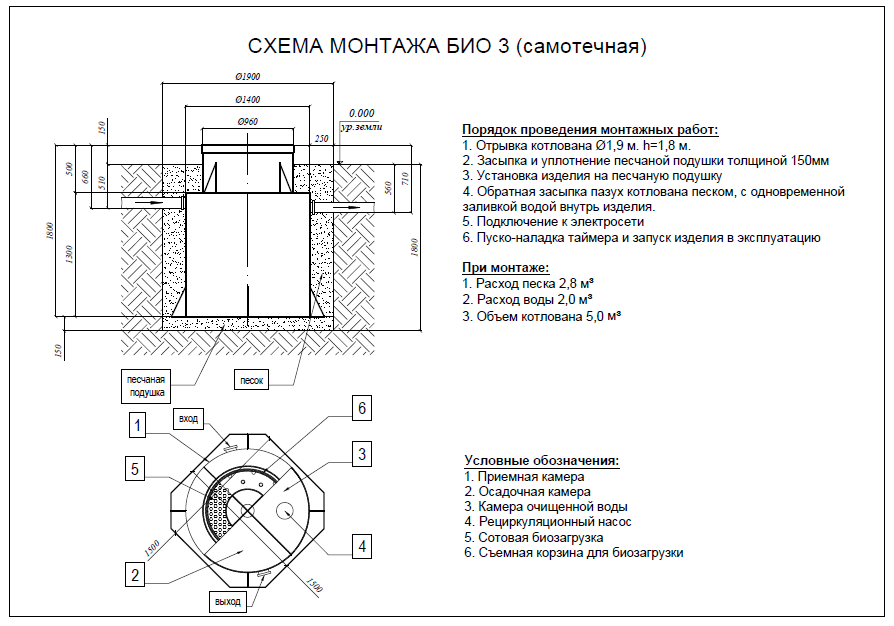 СХЕМА МОНТАЖА БИО 3 (самотечная)
Ø1900
Ø1400
Ø960
250
0.000
ур.земли
150
500
660
510
560
710
1800
1300
1800
150
песчаная
подушка
песок
Порядок проведения монтажных работ:
1. Отрывка котлована Ø1,9 м. h=1,8 м.
2. Засыпка и уплотнение песчаной подушки толщиной 150мм
3. Установка изделия на песчаную подушку
4. Обратная засыпка пазух котлована песком, с одновременной
заливкой водой внутрь изделия.
5. Подключение к электросети
6. Пуско-наладка таймера и запуск изделия в эксплуатацию
При монтаже:
1. Расход песка 2,8 м³
2. Расход воды 2,0 м³
3. Объем котлована 5,0 м³
1
вход
6
5
3
4
2
выход
1500
1500
Условные обозначения:
1. Приемная камера
2. Осадочная камера
3. Камера очищенной воды
4. Рециркуляционный насос
5. Сотовая биозагрузка
6. Съемная корзина для биозагрузки